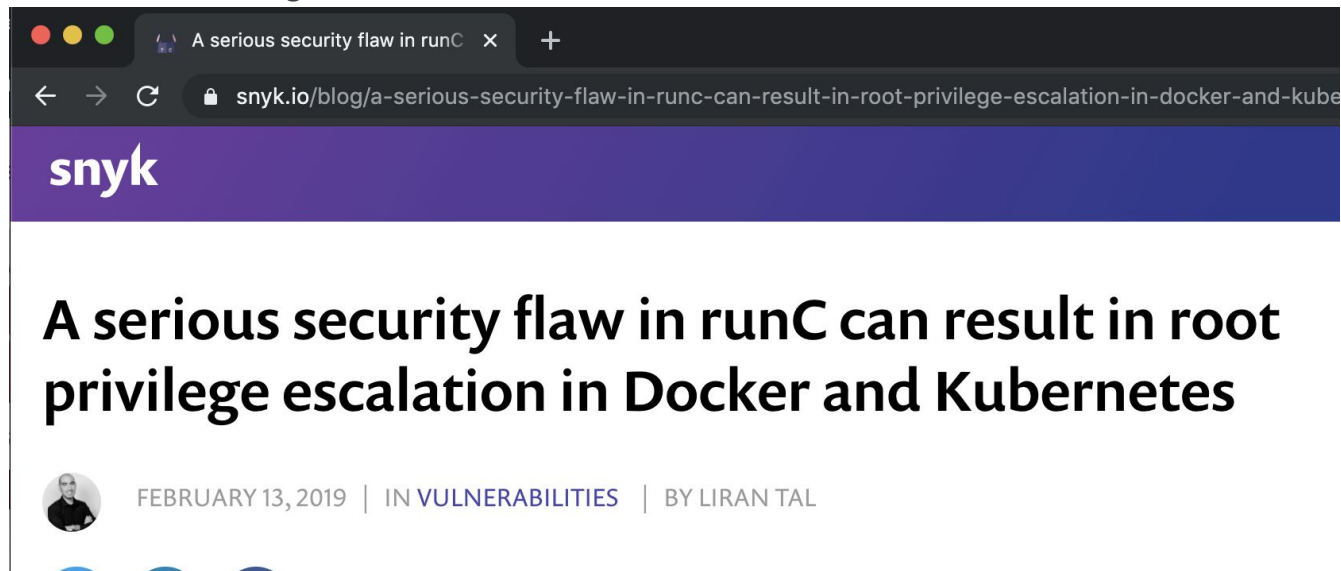 A serious security flaw in runC
snyk.io/blog/a-serious-security-flaw-in-runc-can-result-in-root-privilege-escalation-in-docker-and-kube
snyk
A serious security flaw in runC can result in root
privilege escalation in Docker and Kubernetes
FEBRUARY 13, 2019 | IN VULNERABILITIES | BY LIRAN TAL